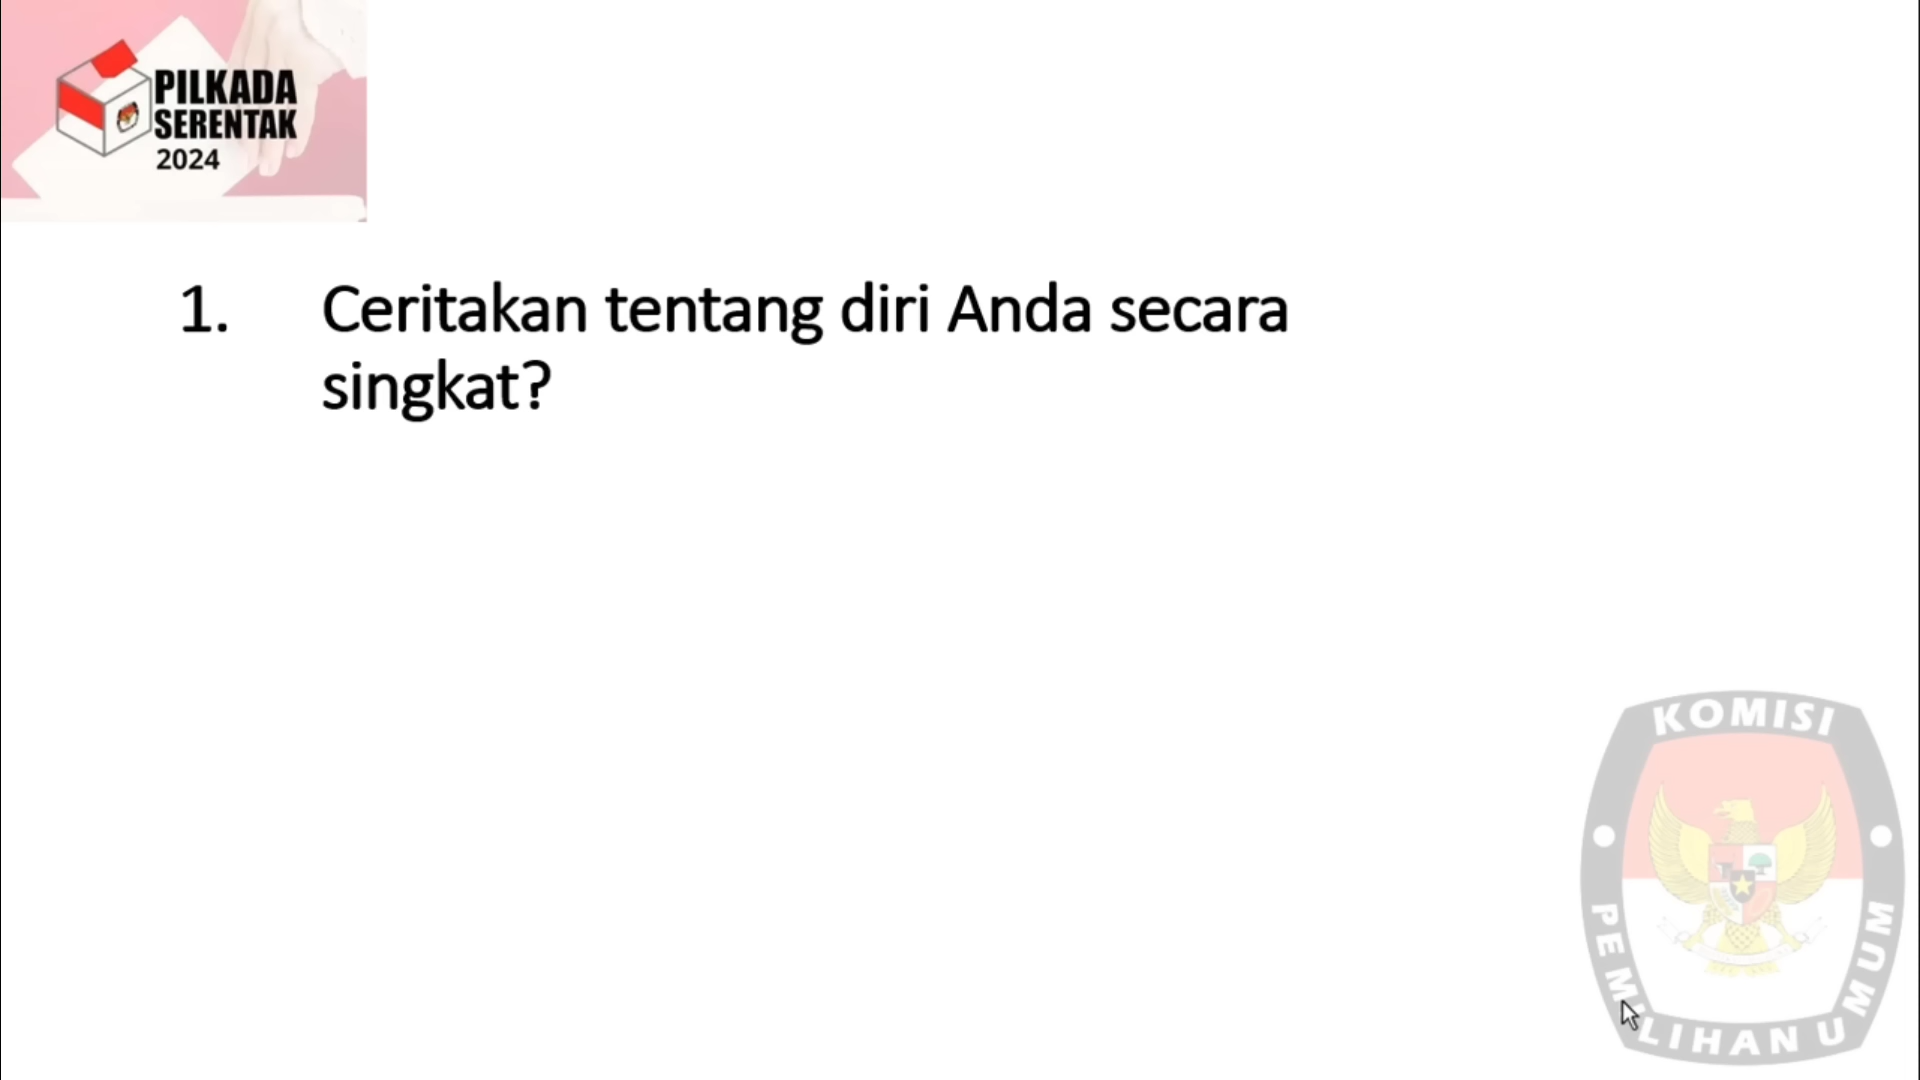 PILKADA
SERENTAK
2024
1. Ceritakan tentang diri Anda secara
singkat?
KOMISI
PEMILIHAN UMUM